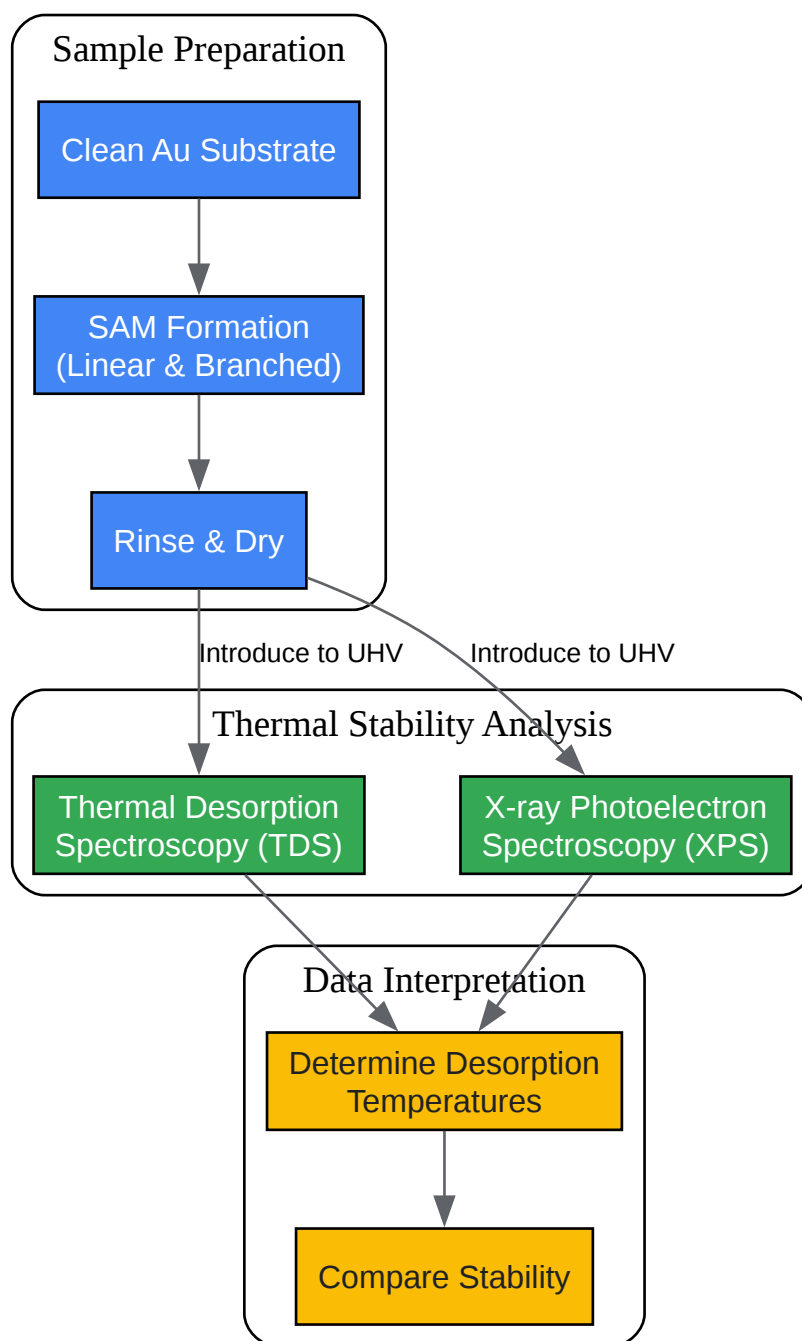 Sample Preparation
Clean Au Substrate
SAM Formation
(Linear & Branched)
Rinse & Dry
Introduce to UHV
Introduce to UHV
Thermal Stability Analysis
Thermal Desorption
Spectroscopy (TDS)
X-ray Photoelectron
Spectroscopy (XPS)
Data Interpretation
Determine Desorption
Temperatures
Compare Stability